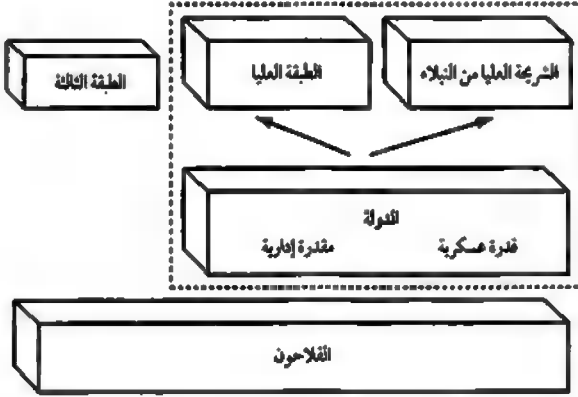 الشريحة العليا من النبلاء
الطبقة العليا
الطبقة الثالثة
الدولة
قدرة عسكرية
مقدرة إدارية
الفلاحون